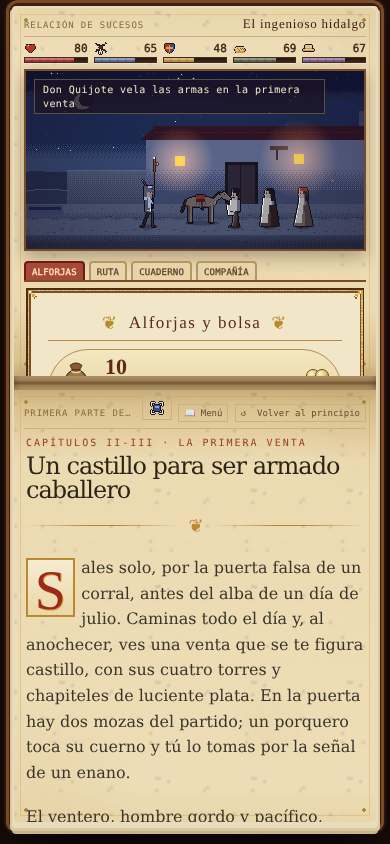 RELACIÓN DE SUCESOS
El ingenioso hidalgo
80 65 48 69 67
Don Quijote vela las armas en la primera
venta
ALFORJAS RUTA CUADERNO COMPAÑÍA
Alforjas y bolsa
10
PRIMERA PARTE DE… Menú Volver al principio
CAPÍTULOS II-III · LA PRIMERA VENTA
Un castillo para ser armado
caballero
Sales solo, por la puerta falsa de un
corral, antes del alba de un día de
julio. Caminas todo el día y, al
anochecer, ves una venta que se te figura
castillo, con sus cuatro torres y
chapiteles de luciente plata. En la puerta
hay dos mozas del partido; un porquero
toca su cuerno y tú lo tomas por la señal
de un enano.
El ventero, hombre gordo y pacífico,